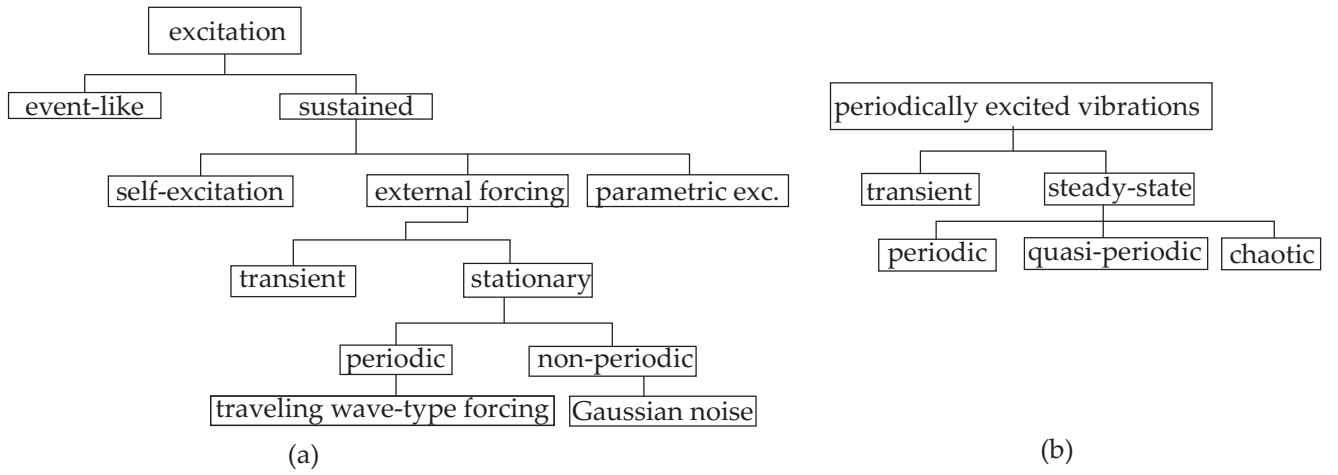 excitation
event-like
sustained
self-excitation
external forcing
parametric exc.
transient
stationary
periodic
non-periodic
traveling wave-type forcing
Gaussian noise
(a)
periodically excited vibrations
transient
steady-state
periodic
quasi-periodic
chaotic
(b)